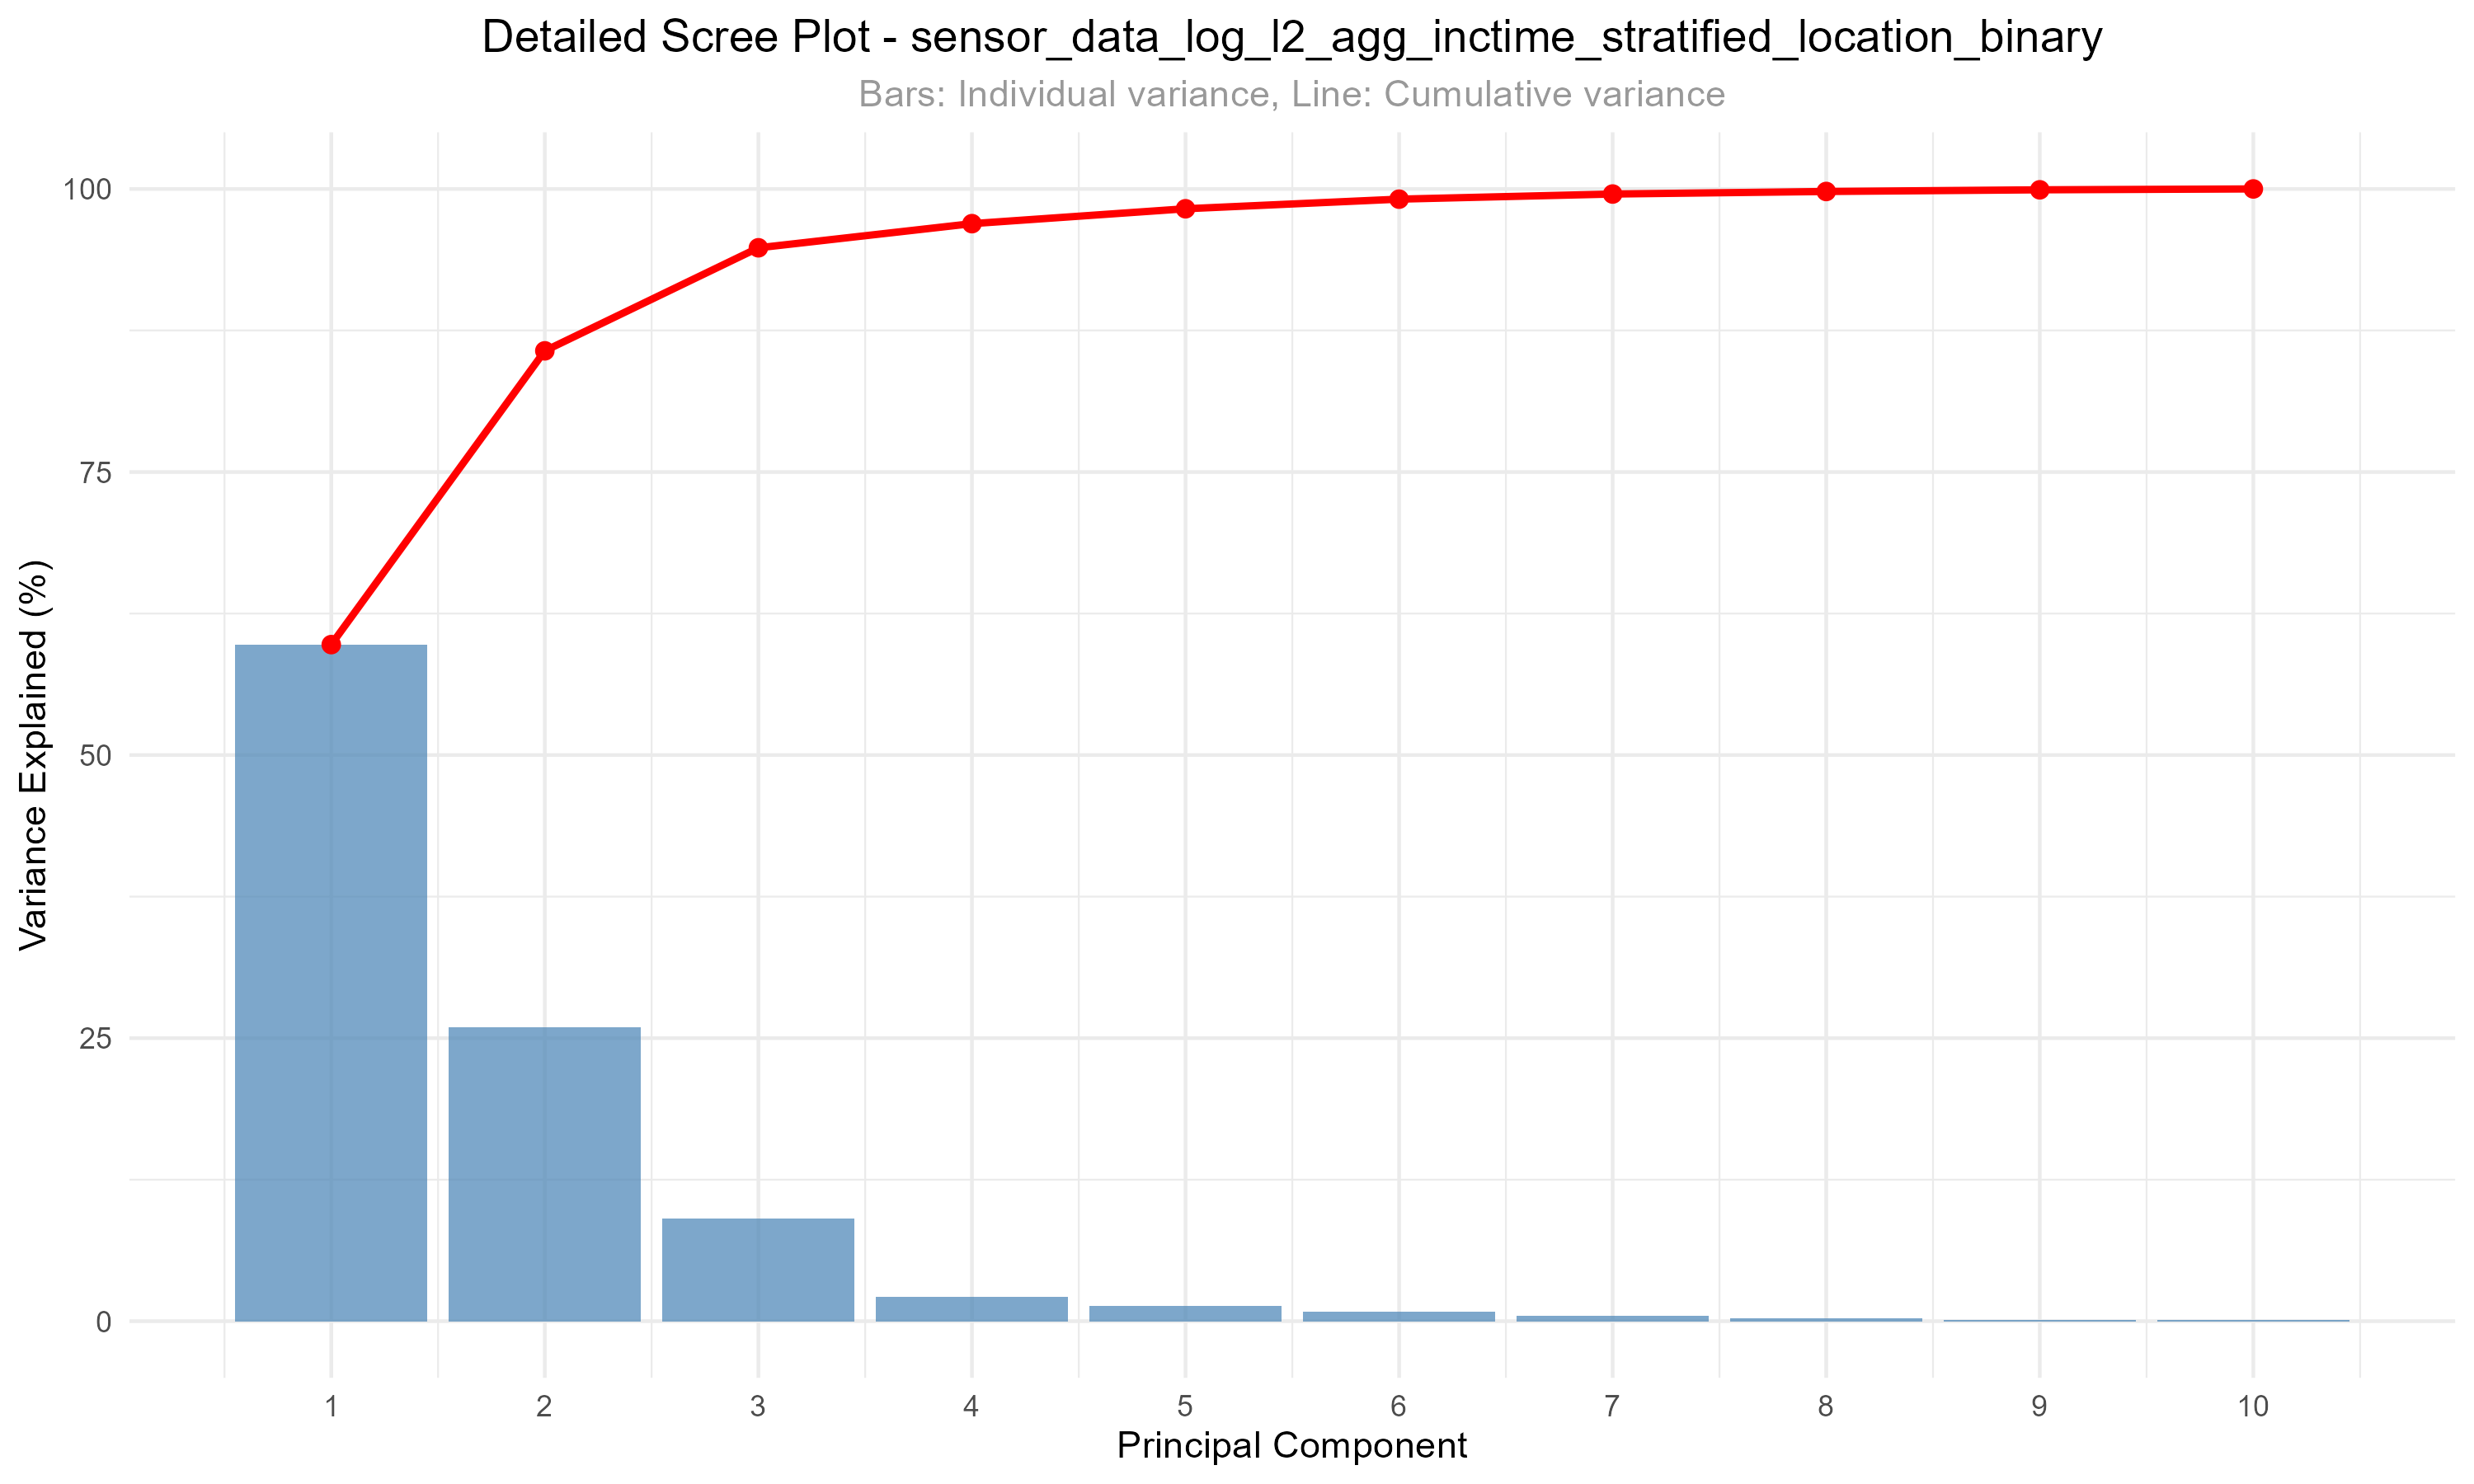 Detailed Scree Plot - sensor_data_log_l2_agg_inctime_stratified_location_binary
Bars: Individual variance, Line: Cumulative variance
Variance Explained (%)
100
75
50
25
0
1 2 3 4 5 6 7 8 9 10
Principal Component